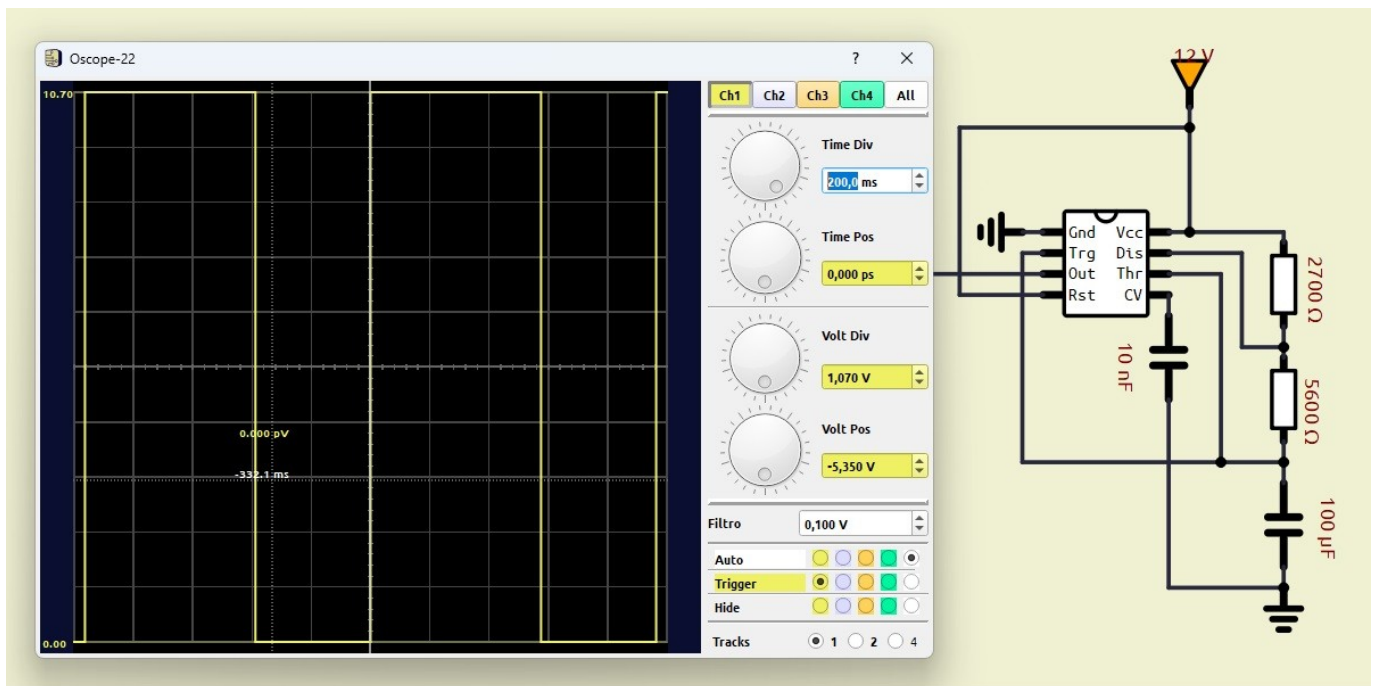 Oscope-22
?
10.70
0.000 pV
-332.1 ms
0.00
Ch1 Ch2 Ch3 Ch4 All
Time Div
200,0 ms
Time Pos
0,000 ps
Volt Div
1,070 V
Volt Pos
-5,350 V
Filtro 0,100 V
Auto
Trigger
Hide
Tracks 1 2 4
12 V
Gnd Vcc
Trg Dis
Out Thr
Rst CV
2700 Ω
10 nF
5600 Ω
100 µF